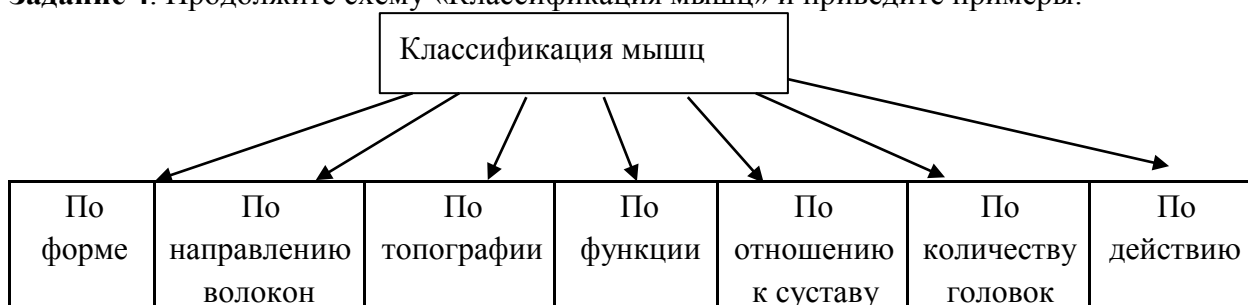 Задание 4. Продолжите схему «Классификация мышц» и приведите примеры.
Классификация мышц
По форме
По направлению волокон
По топографии
По функции
По отношению к суставу
По количеству головок
По действию